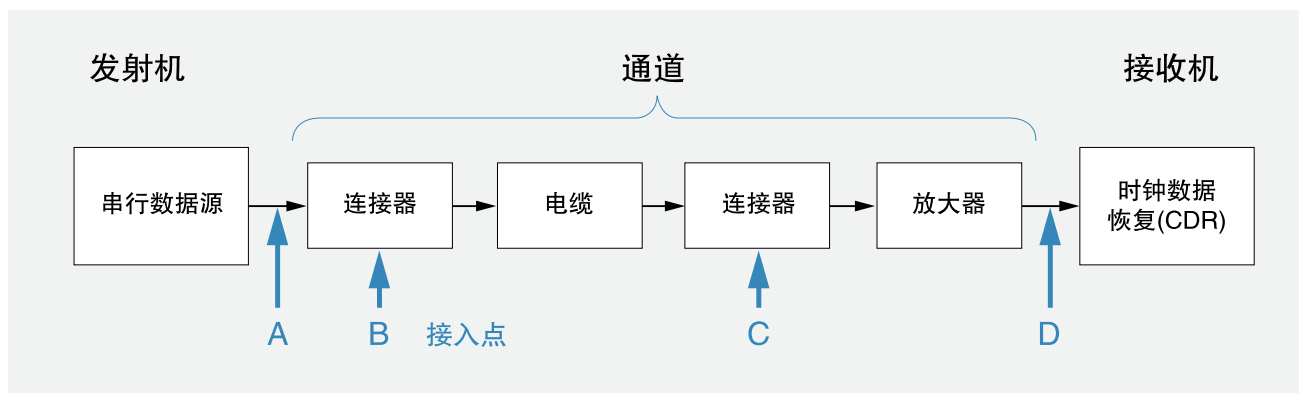 发射机
通道
接收机
串行数据源
连接器
电缆
连接器
放大器
时钟数据
恢复(CDR)
A
B
接入点
C
D